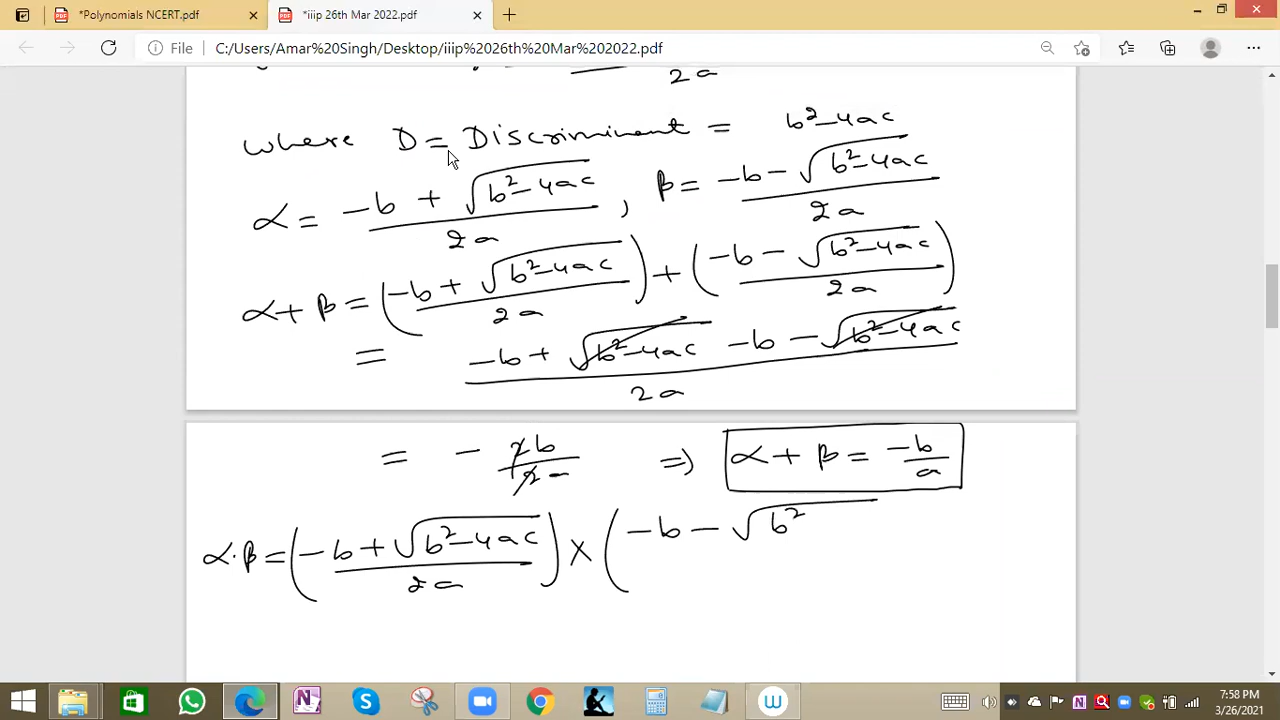 *Polynomials NCERT.pdf
*iiip 26th Mar 2022.pdf
File C:/Users/Amar%20Singh/Desktop/iiip%2026th%20Mar%202022.pdf
2a
where D = Discriminent = b²-4ac
α = (-b + √(b²-4ac))/2a , β = (-b - √(b²-4ac))/2a
α + β = ((-b + √(b²-4ac))/2a) + ((-b - √(b²-4ac))/2a)
= (-b + √(b²-4ac) -b - √(b²-4ac))/2a
= - 2b/2a ⇒ α + β = -b/a
α·β = ((-b + √(b²-4ac))/2a) × (-b - √b²
7:58 PM
3/26/2021